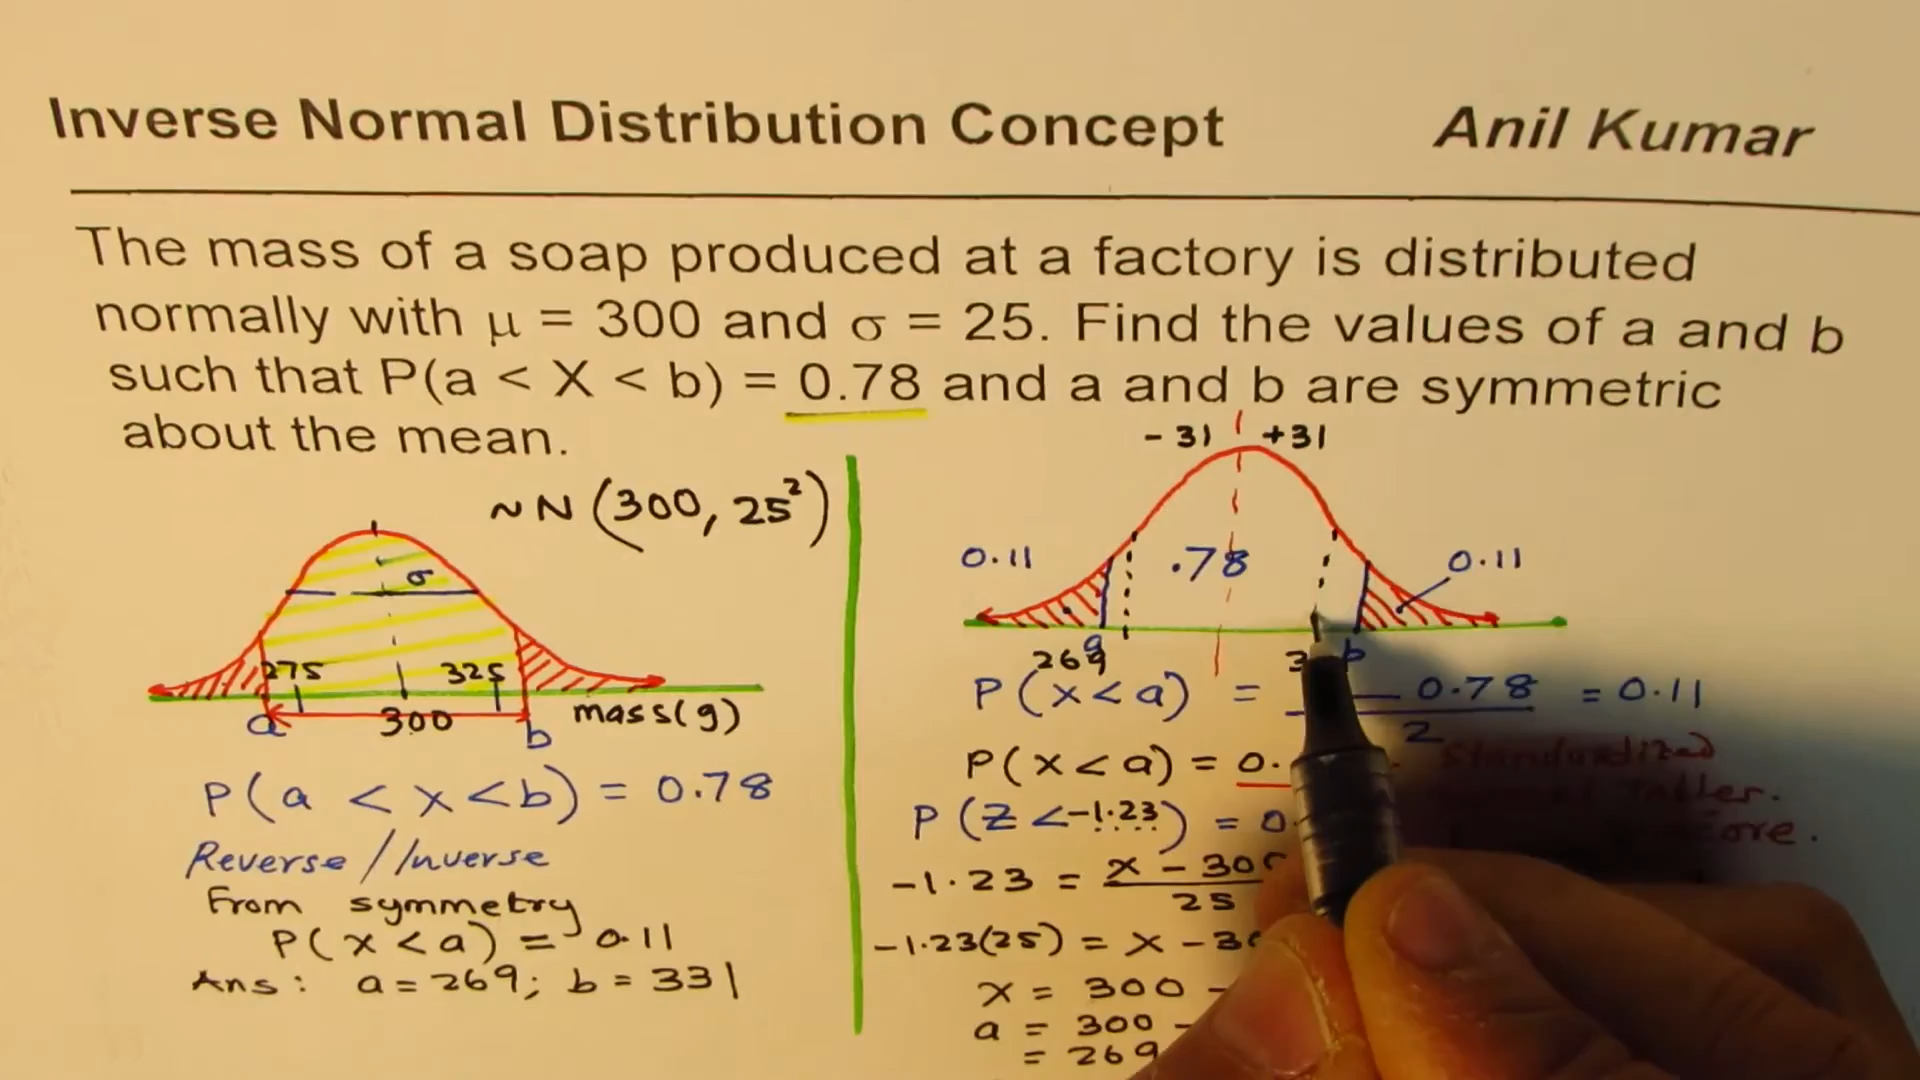 Inverse Normal Distribution Concept
Anil Kumar
The mass of a soap produced at a factory is distributed
normally with μ = 300 and σ = 25. Find the values of a and b
such that P(a < X < b) = 0.78 and a and b are symmetric
about the mean.
~N (300, 25²)
σ
275 325
a 300 b mass(g)
P(a < x < b) = 0.78
Reverse / Inverse
From symmetry
P(x < a) = 0.11
Ans: a = 269; b = 331
-31 +31
0.11 .78 0.11
269 a b
P(x < a) = 0.78 = 0.11
2
P(x < a) = 0. Standardized
P(Z < -1.23) = 0.
-1.23 = x - 300
25
-1.23(25) = x - 30
x = 300 -
a = 300 -
= 269